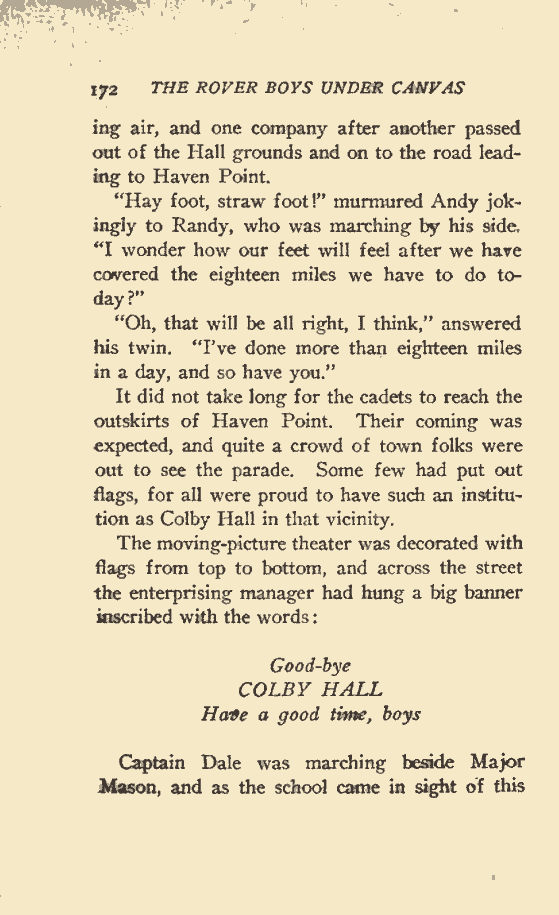 172 THE ROVER BOYS UNDER CANVAS
ing air, and one company after another passed
out of the Hall grounds and on to the road lead-
ing to Haven Point.
“Hay foot, straw foot!” murmured Andy jok-
ingly to Randy, who was marching by his side.
“I wonder how our feet will feel after we have
covered the eighteen miles we have to do to-
day?”
“Oh, that will be all right, I think,” answered
his twin. “I’ve done more than eighteen miles
in a day, and so have you.”
It did not take long for the cadets to reach the
outskirts of Haven Point. Their coming was
expected, and quite a crowd of town folks were
out to see the parade. Some few had put out
flags, for all were proud to have such an institu-
tion as Colby Hall in that vicinity.
The moving-picture theater was decorated with
flags from top to bottom, and across the street
the enterprising manager had hung a big banner
inscribed with the words:
Good-bye
COLBY HALL
Have a good time, boys
Captain Dale was marching beside Major
Mason, and as the school came in sight of this